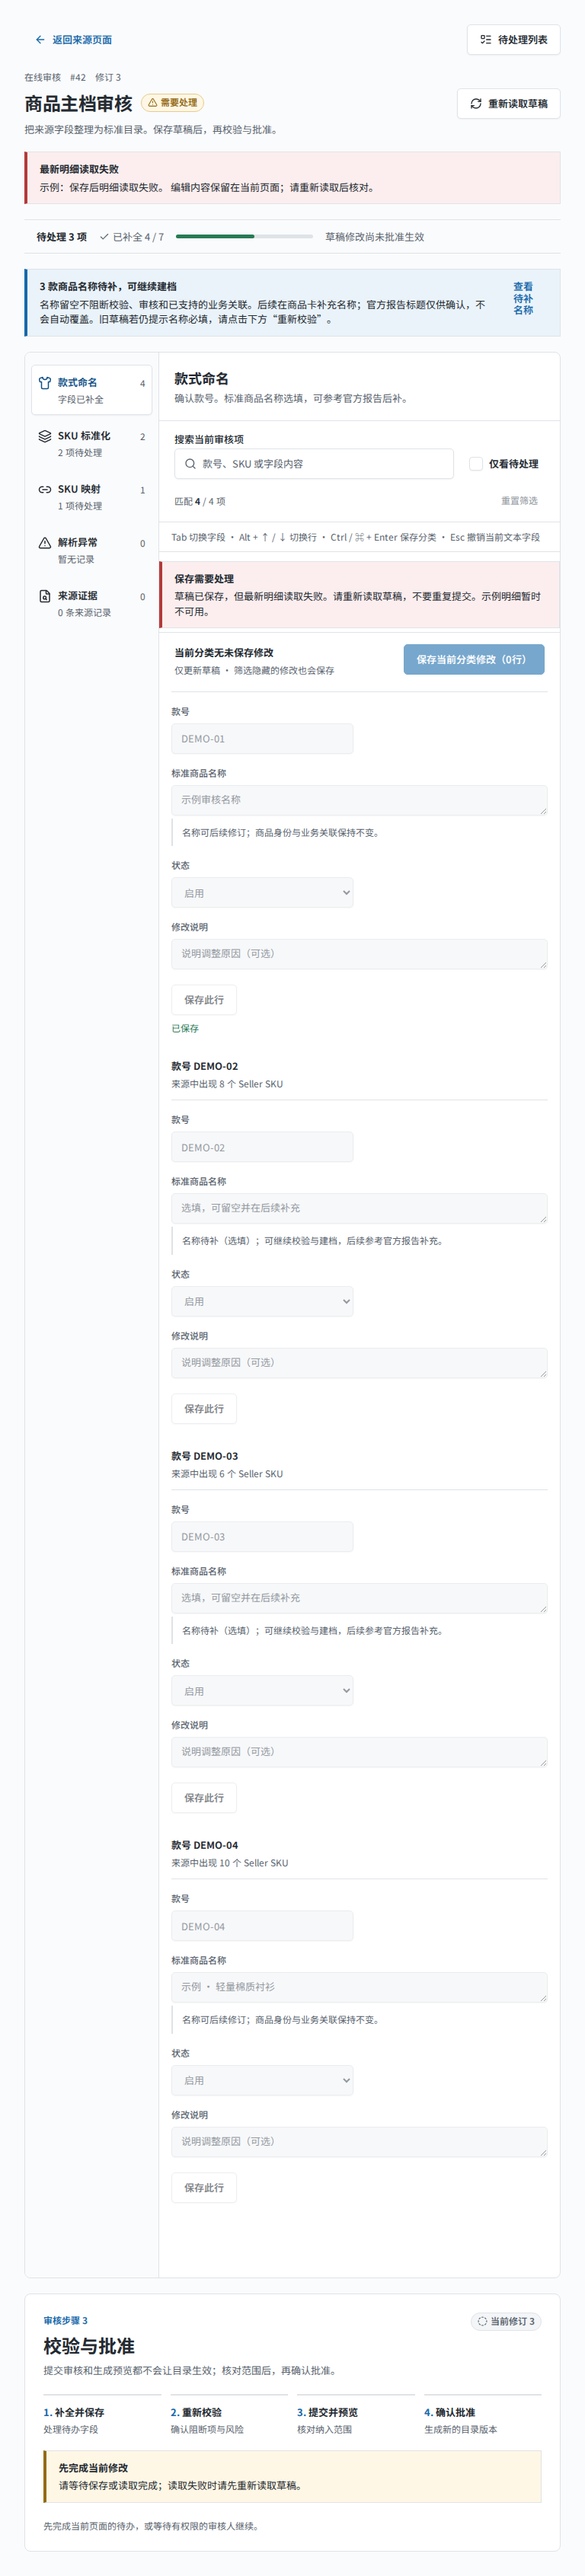 返回来源页面
待处理列表
在线审核 #42 修订 3
商品主档审核
需要处理
重新读取草稿
把来源字段整理为标准目录。保存草稿后，再校验与批准。
最新明细读取失败
示例：保存后明细读取失败。 编辑内容保留在当前页面；请重新读取后核对。
待处理 3 项
已补全 4 / 7
草稿修改尚未批准生效
3 款商品名称待补，可继续建档
名称留空不阻断校验、审核和已支持的业务关联。后续在商品卡补充名称；官方报告标题仅供确认，不
会自动覆盖。旧草稿若仍提示名称必填，请点击下方“重新校验”。
查看
待补
名称
款式命名 4
字段已补全
SKU 标准化 2
2 项待处理
SKU 映射 1
1 项待处理
解析异常 0
暂无记录
来源证据 0
0 条来源记录
款式命名
确认款号。标准商品名称选填，可参考官方报告后补。
搜索当前审核项
款号、SKU 或字段内容
仅看待处理
匹配 4 / 4 项
重置筛选
Tab 切换字段 · Alt + ↑ / ↓ 切换行 · Ctrl / ⌘ + Enter 保存分类 · Esc 撤销当前文本字段
保存需要处理
草稿已保存，但最新明细读取失败。请重新读取草稿，不要重复提交。示例明细暂时
不可用。
当前分类无未保存修改
仅更新草稿 · 筛选隐藏的修改也会保存
保存当前分类修改（0行）
款号
DEMO-01
标准商品名称
示例审核名称
名称可后续修订；商品身份与业务关联保持不变。
状态
启用
修改说明
说明调整原因（可选）
保存此行
已保存
款号 DEMO-02
来源中出现 8 个 Seller SKU
款号
DEMO-02
标准商品名称
选填，可留空并在后续补充
名称待补（选填）；可继续校验与建档，后续参考官方报告补充。
状态
启用
修改说明
说明调整原因（可选）
保存此行
款号 DEMO-03
来源中出现 6 个 Seller SKU
款号
DEMO-03
标准商品名称
选填，可留空并在后续补充
名称待补（选填）；可继续校验与建档，后续参考官方报告补充。
状态
启用
修改说明
说明调整原因（可选）
保存此行
款号 DEMO-04
来源中出现 10 个 Seller SKU
款号
DEMO-04
标准商品名称
示例 · 轻量棉质衬衫
名称可后续修订；商品身份与业务关联保持不变。
状态
启用
修改说明
说明调整原因（可选）
保存此行
审核步骤 3
当前修订 3
校验与批准
提交审核和生成预览都不会让目录生效；核对范围后，再确认批准。
1. 补全并保存
处理待办字段
2. 重新校验
确认阻断项与风险
3. 提交并预览
核对纳入范围
4. 确认批准
生成新的目录版本
先完成当前修改
请等待保存或读取完成；读取失败时请先重新读取草稿。
先完成当前页面的待办，或等待有权限的审核人继续。